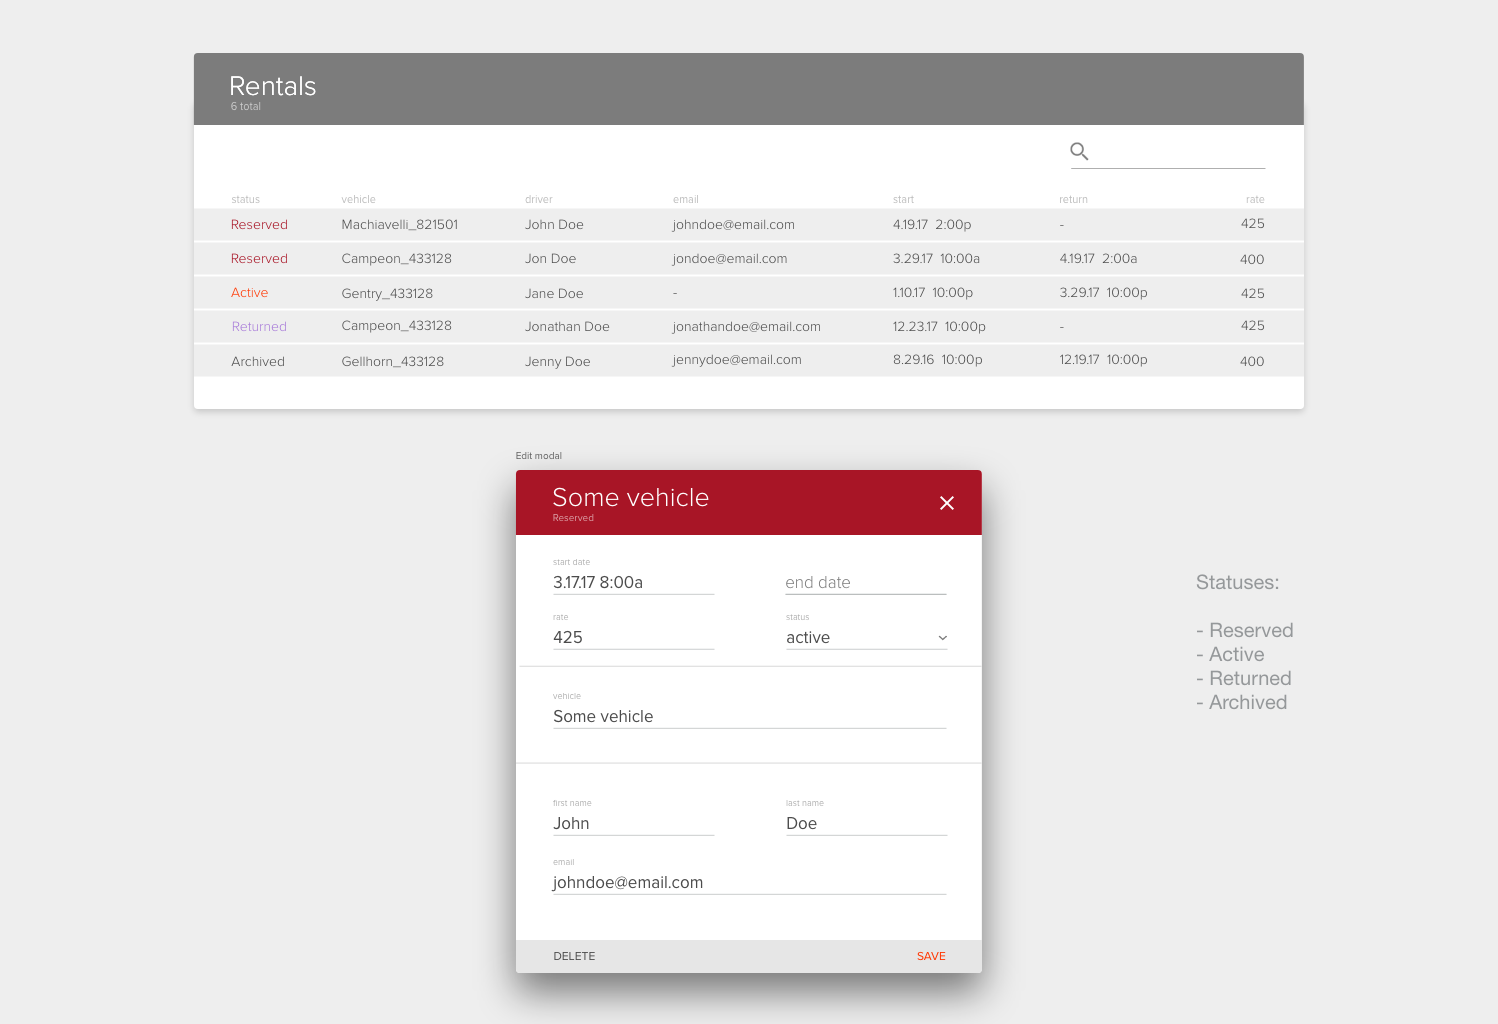 Rentals
6 total
status vehicle driver email start return rate
Reserved Machiavelli_821501 John Doe johndoe@email.com 4.19.17 2:00p - 425
Reserved Campeon_433128 Jon Doe jondoe@email.com 3.29.17 10:00a 4.19.17 2:00a 400
Active Gentry_433128 Jane Doe - 1.10.17 10:00p 3.29.17 10:00p 425
Returned Campeon_433128 Jonathan Doe jonathandoe@email.com 12.23.17 10:00p - 425
Archived Gellhorn_433128 Jenny Doe jennydoe@email.com 8.29.16 10:00p 12.19.17 10:00p 400
Edit modal
Some vehicle
Reserved
start date
3.17.17 8:00a end date
rate status
425 active
vehicle
Some vehicle
first name last name
John Doe
email
johndoe@email.com
DELETE SAVE
Statuses:
- Reserved
- Active
- Returned
- Archived